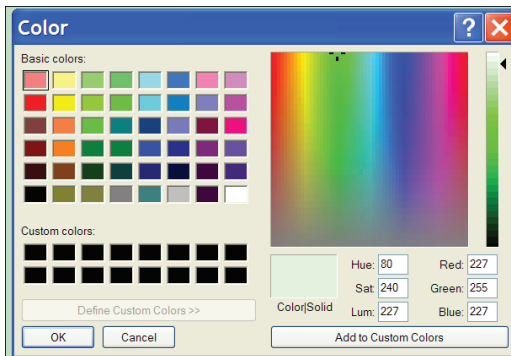 Color
Basic colors:
Custom colors:
Define Custom Colors >>
OK
Cancel
Color|Solid
Hue: 80
Sat: 240
Lum: 227
Red: 227
Green: 255
Blue: 227
Add to Custom Colors